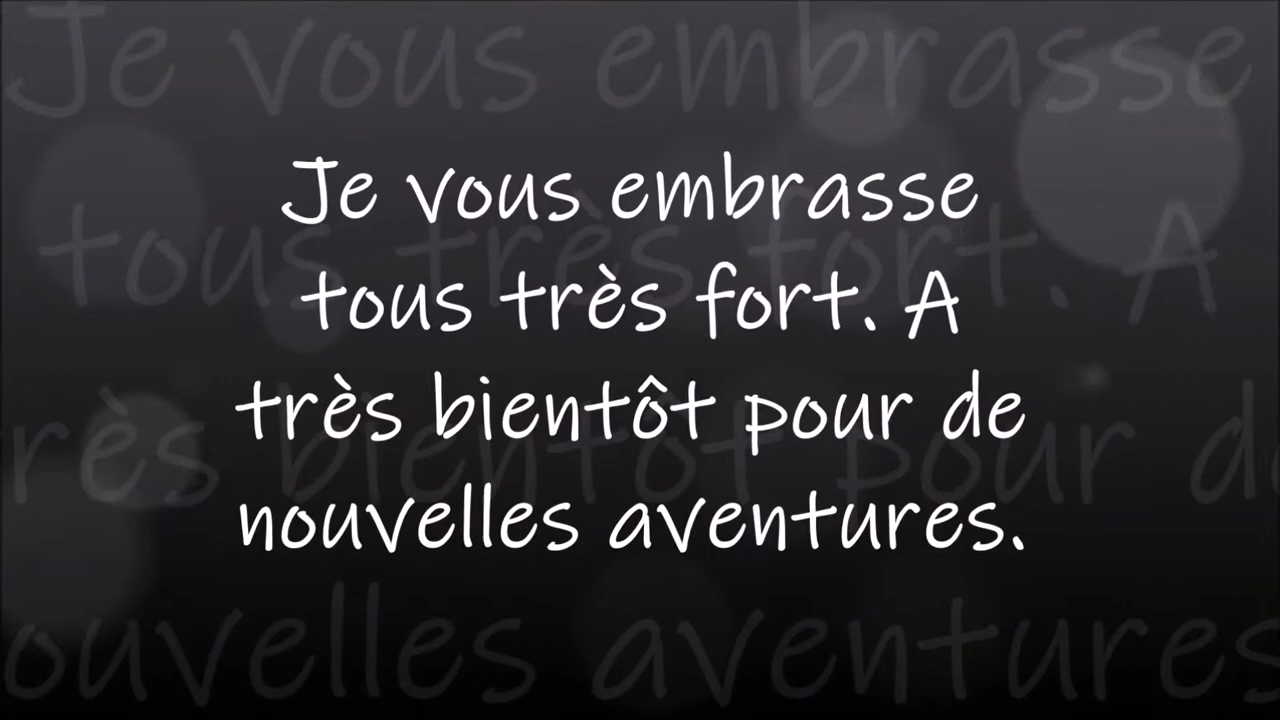 Je vous embrasse
tous très fort. A
très bientôt pour de
nouvelles aventures.